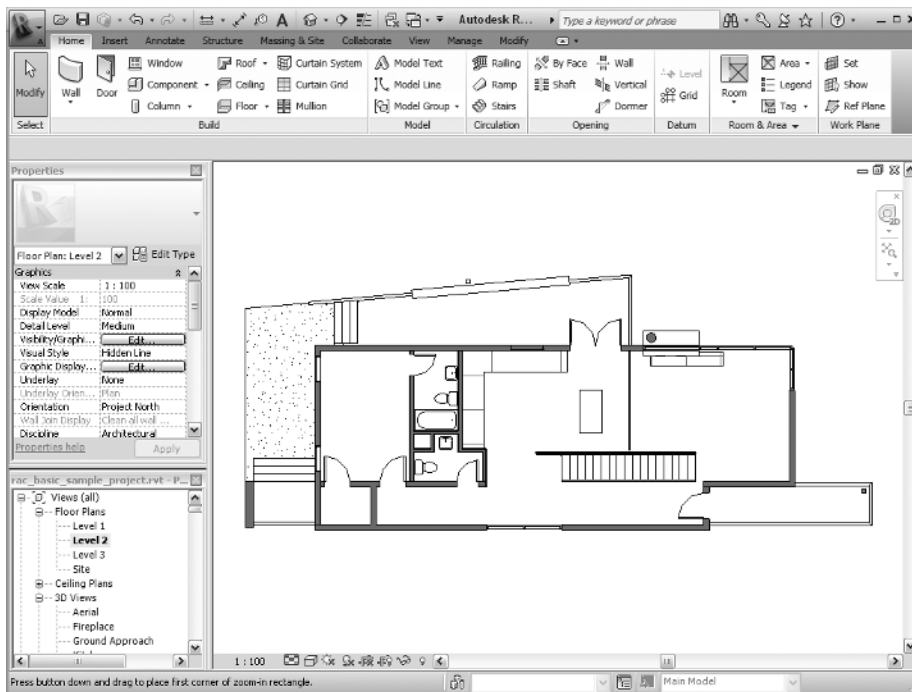 Autodesk R... Type a keyword or phrase
Home Insert Annotate Structure Massing & Site Collaborate View Manage Modify
Modify
Wall
Door
Window
Component
Column
Roof
Ceiling
Floor
Curtain System
Curtain Grid
Mullion
Model Text
Model Line
Model Group
Railing
Ramp
Stairs
By Face
Shaft
Wall
Vertical
Dormer
Level
Grid
Room
Area
Legend
Tag
Set
Show
Ref Plane
Select Build Model Circulation Opening Datum Room & Area Work Plane
Properties
Floor Plan: Level 2 Edit Type
Graphics
View Scale 1 : 100
Scale Value 1: 100
Display Model Normal
Detail Level Medium
Visibility/Graphi... Edit...
Visual Style Hidden Line
Graphic Display... Edit...
Underlay None
Underlay Orien... Plan
Orientation Project North
Wall Join Display Clean all wall
Discipline Architectural
Properties help Apply
rac_basic_sample_project.rvt - P...
Views (all)
Floor Plans
Level 1
Level 2
Level 3
Site
Ceiling Plans
3D Views
Aerial
Fireplace
Ground Approach
1 : 100
Press button down and drag to place first corner of zoom-in rectangle.
Main Model